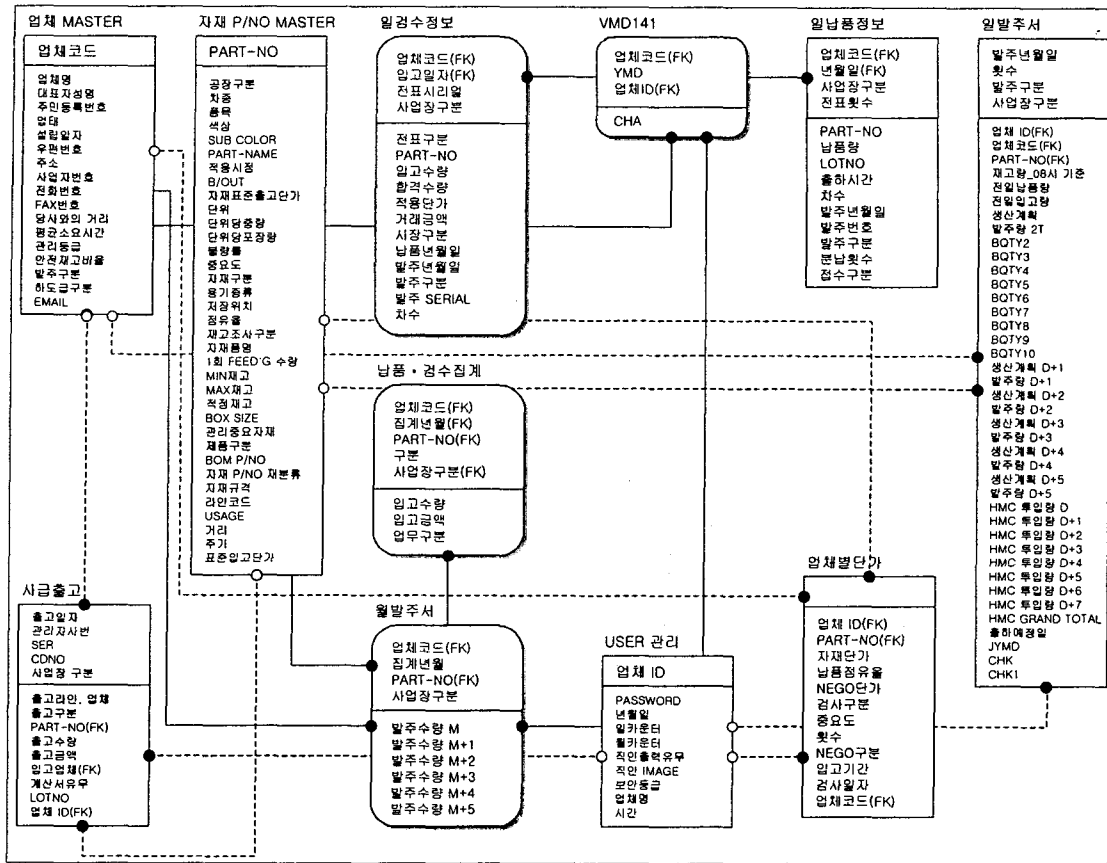 업체 MASTER
업체코드
업체명
대표자성명
주민등록번호
업태
설립일자
우편번호
주소
사업자번호
전화번호
FAX번호
당사와의 거리
평균소요시간
관리등급
안전재고비율
발주구분
하도급구분
EMAIL
자재 P/NO MASTER
PART-NO
공장구분
차종
품목
색상
SUB COLOR
PART-NAME
적용시점
B/OUT
자재표준출고단가
단위
단위당중량
단위당포장량
불량률
중요도
자재구분
용기종류
저장위치
점유율
재고조사구분
자재품명
1회 FEED'G 수량
MIN재고
MAX재고
적정재고
BOX SIZE
관리중요자재
제품구분
BOM P/NO
자재 P/NO 재분류
자재규격
라인코드
USAGE
거리
주기
표준입고단가
일검수정보
업체코드(FK)
입고일자(FK)
전표시리얼
사업장구분
전표구분
PART-NO
입고수량
합격수량
적용단가
거래금액
시장구분
납품년월일
발주년월일
발주구분
발주 SERIAL
차수
VMD141
업체코드(FK)
YMD
업체ID(FK)
CHA
일납품정보
업체코드(FK)
년월일(FK)
사업장구분
전표횟수
PART-NO
납품량
LOTNO
출하시간
차수
발주년월일
발주번호
발주구분
분납횟수
접수구분
일발주서
발주년월일
횟수
발주구분
사업장구분
업체 ID(FK)
업체코드(FK)
PART-NO(FK)
재고량_08시 기준
전일납품량
전일입고량
생산계획
발주량 2T
BQTY2
BQTY3
BQTY4
BQTY5
BQTY6
BQTY7
BQTY8
BQTY9
BQTY10
생산계획 D+1
발주량 D+1
생산계획 D+2
발주량 D+2
생산계획 D+3
발주량 D+3
생산계획 D+4
발주량 D+4
생산계획 D+5
발주량 D+5
HMC 투입량 D
HMC 투입량 D+1
HMC 투입량 D+2
HMC 투입량 D+3
HMC 투입량 D+4
HMC 투입량 D+5
HMC 투입량 D+6
HMC 투입량 D+7
HMC GRAND TOTAL
출하예정일
JYMD
CHK
CHK1
납품・검수집계
업체코드(FK)
집계년월(FK)
PART-NO(FK)
구분
사업장구분(FK)
입고수량
입고금액
업무구분
사급출고
출고일자
관리자사번
SER
CDNO
사업장 구분
출고라인, 업체
출고구분
PART-NO(FK)
출고수량
출고금액
입고업체(FK)
계산서유무
LOTNO
업체 ID(FK)
월발주서
업체코드(FK)
집계년월
PART-NO(FK)
사업장구분
발주수량 M
발주수량 M+1
발주수량 M+2
발주수량 M+3
발주수량 M+4
발주수량 M+5
USER 관리
업체 ID
PASSWORD
년월일
일카운터
월카운터
직인출력유무
직인 IMAGE
보안등급
업체명
시간
업체별단가
업체 ID(FK)
PART-NO(FK)
자재단가
납품점유율
NEGO단가
검사구분
중요도
횟수
NEGO구분
입고기간
검사일자
업체코드(FK)